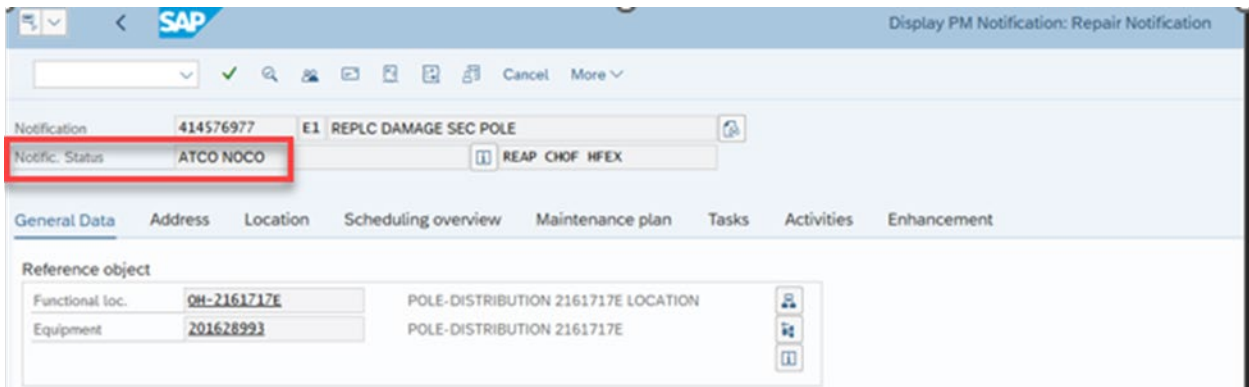 SAP
Display PM Notification: Repair Notification
Cancel More
Notification 414576977 E1 REPLC DAMAGE SEC POLE
Notific. Status ATCO NOCO REAP CHOF HFEX
General Data Address Location Scheduling overview Maintenance plan Tasks Activities Enhancement
Reference object
Functional loc. OH-2161717E POLE-DISTRIBUTION 2161717E LOCATION
Equipment 201628993 POLE-DISTRIBUTION 2161717E